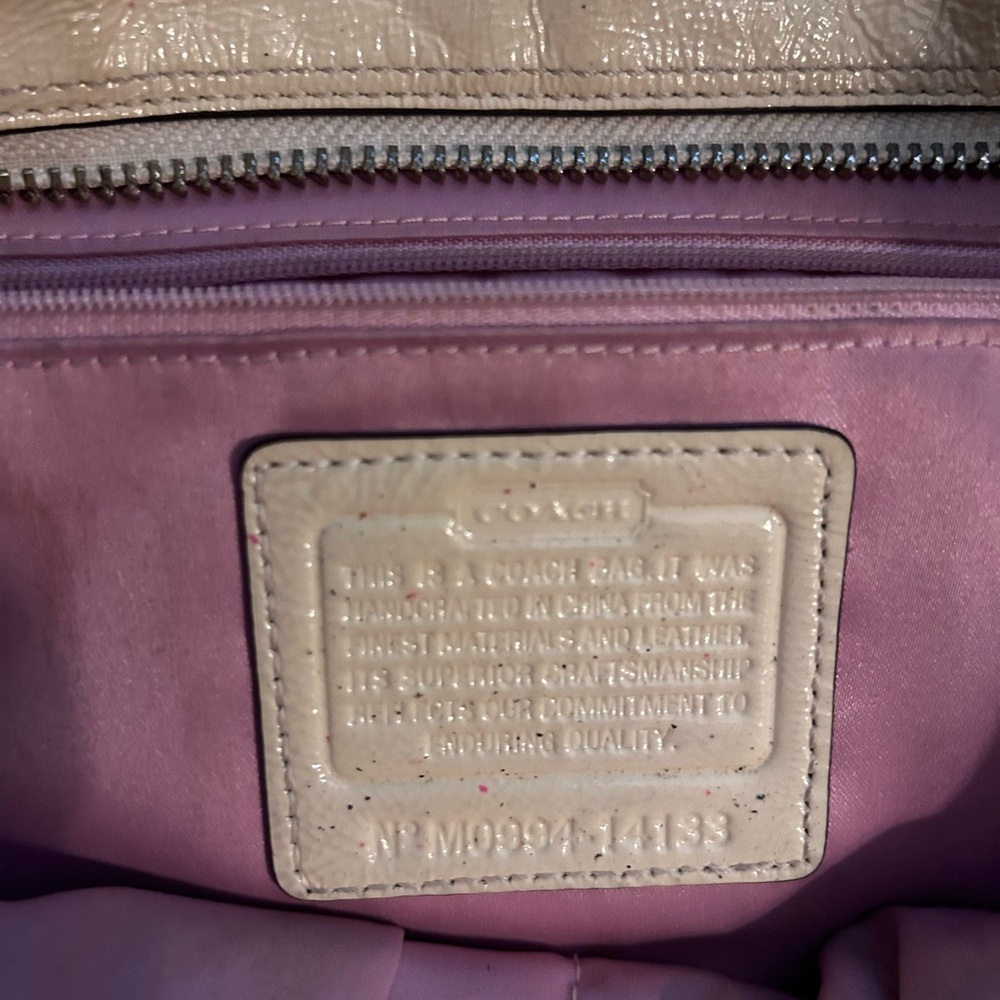 COACH
THIS IS A COACH BAG. IT WAS
HANDCRAFTED IN CHINA FROM THE
FINEST MATERIALS AND LEATHER.
ITS SUPERIOR CRAFTSMANSHIP
REFLECTS OUR COMMITMENT TO
ENDURING QUALITY.
Nº M0994-14133